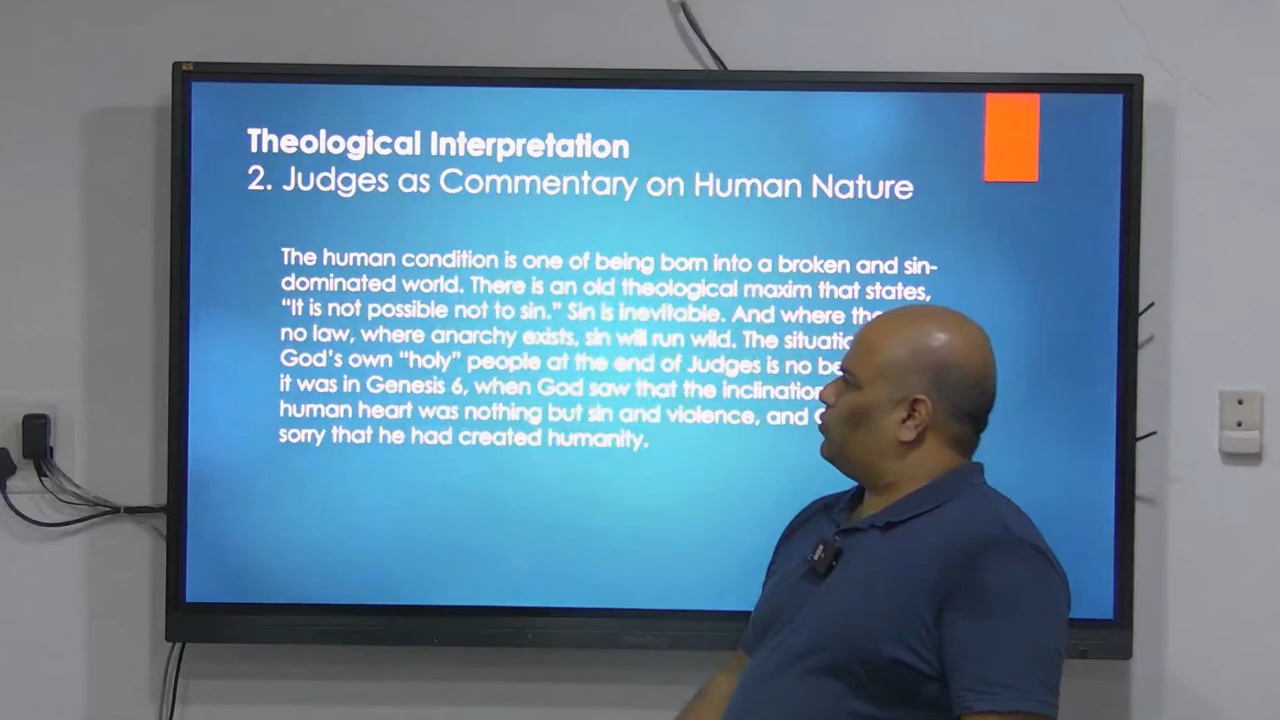 Theological Interpretation
2. Judges as Commentary on Human Nature
The human condition is one of being born into a broken and sin-
dominated world. There is an old theological maxim that states,
“It is not possible not to sin.” Sin is inevitable. And where
no law, where anarchy exists, sin will run wild. The
God’s own “holy” people at the end of Judges is no
it was in Genesis 6, when God saw that the
human heart was nothing but sin and violence, and
sorry that he had created humanity.